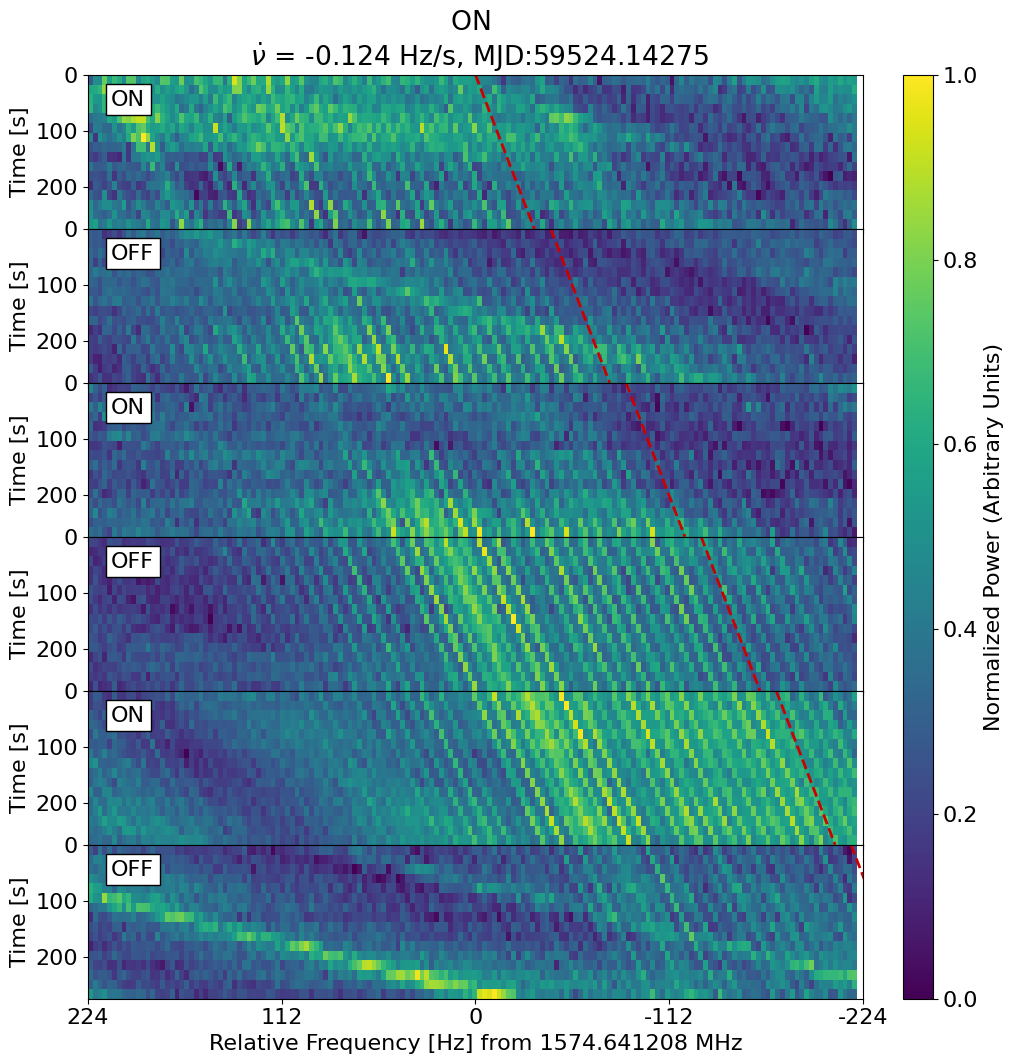 ON
ν̇ = -0.124 Hz/s, MJD:59524.14275
0
100
200
Time [s]
ON
0
100
200
Time [s]
OFF
0
100
200
Time [s]
ON
0
100
200
Time [s]
OFF
0
100
200
Time [s]
ON
0
100
200
Time [s]
OFF
224 112 0 -112 -224
Relative Frequency [Hz] from 1574.641208 MHz
1.0
0.8
0.6
0.4
0.2
0.0
Normalized Power (Arbitrary Units)